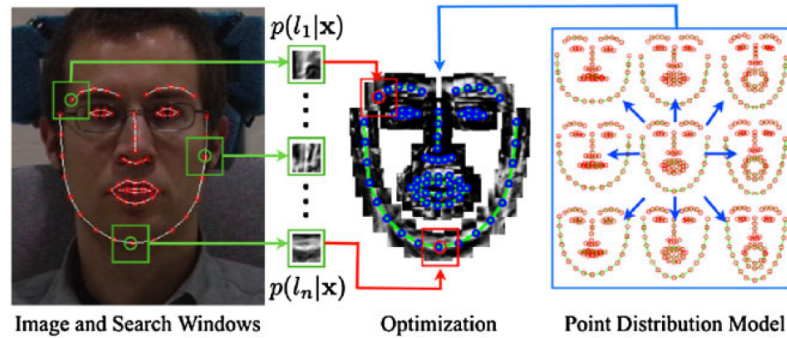 p(l₁|x)
p(lₙ|x)
Image and Search Windows
Optimization
Point Distribution Model